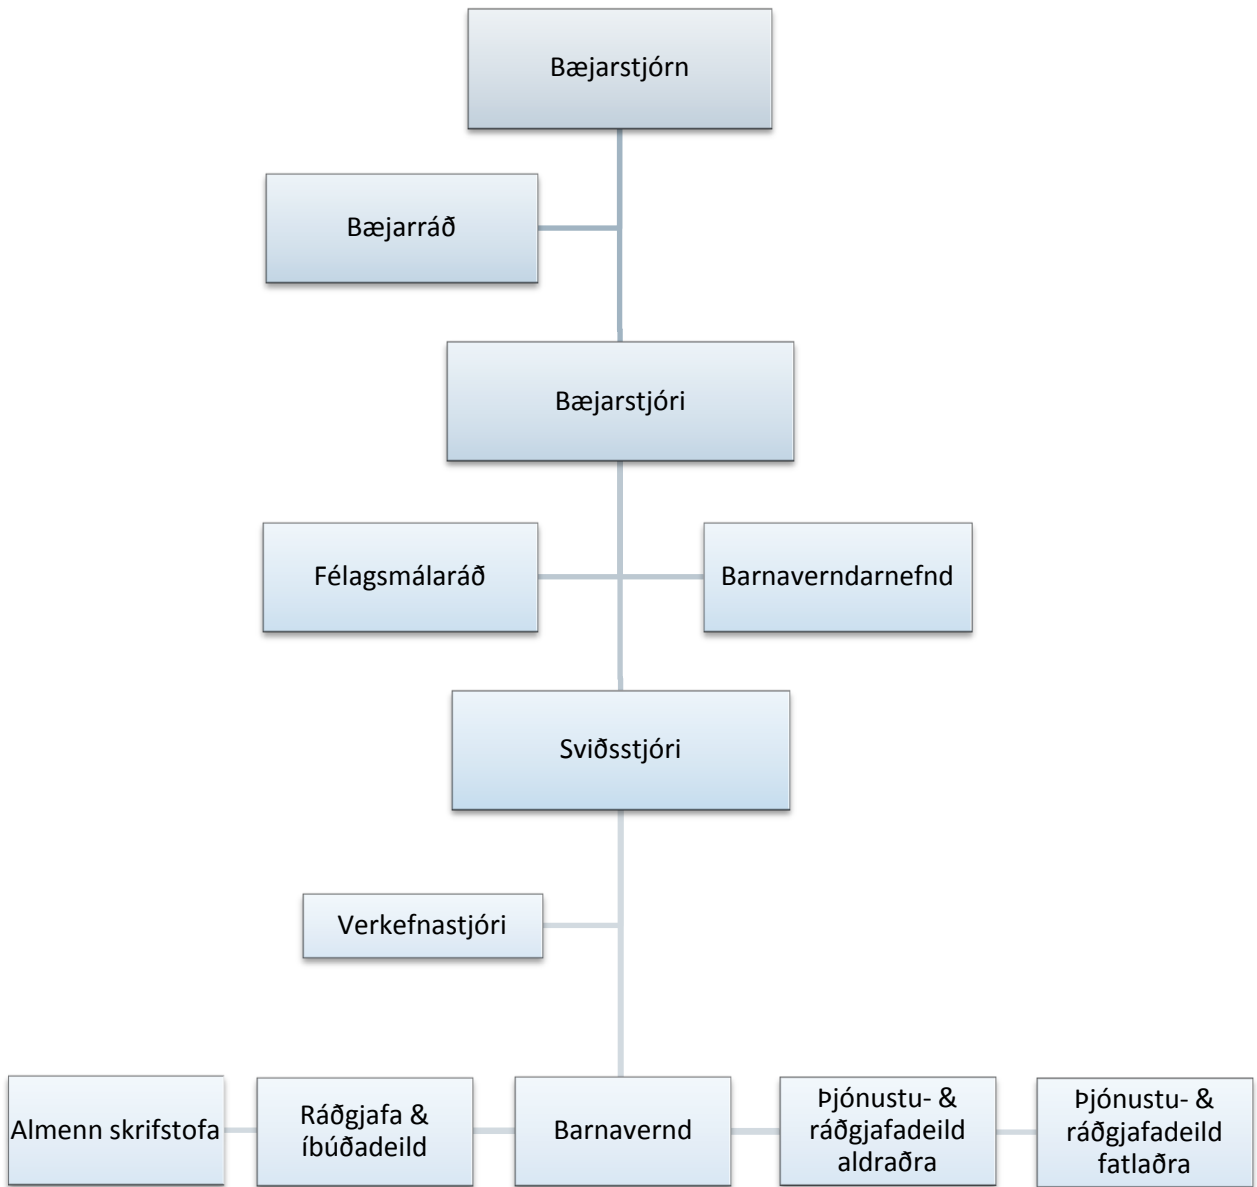 Bæjarstjórn
Bæjarráð
Bæjarstjóri
Félagsmálaráð
Barnaverndarnefnd
Sviðsstjóri
Verkefnastjóri
Almenn skrifstofa
Ráðgjafa &
íbúðadeild
Barnavernd
Þjónustu- &
ráðgjafadeild
aldraðra
Þjónustu- &
ráðgjafadeild
fatlaðra